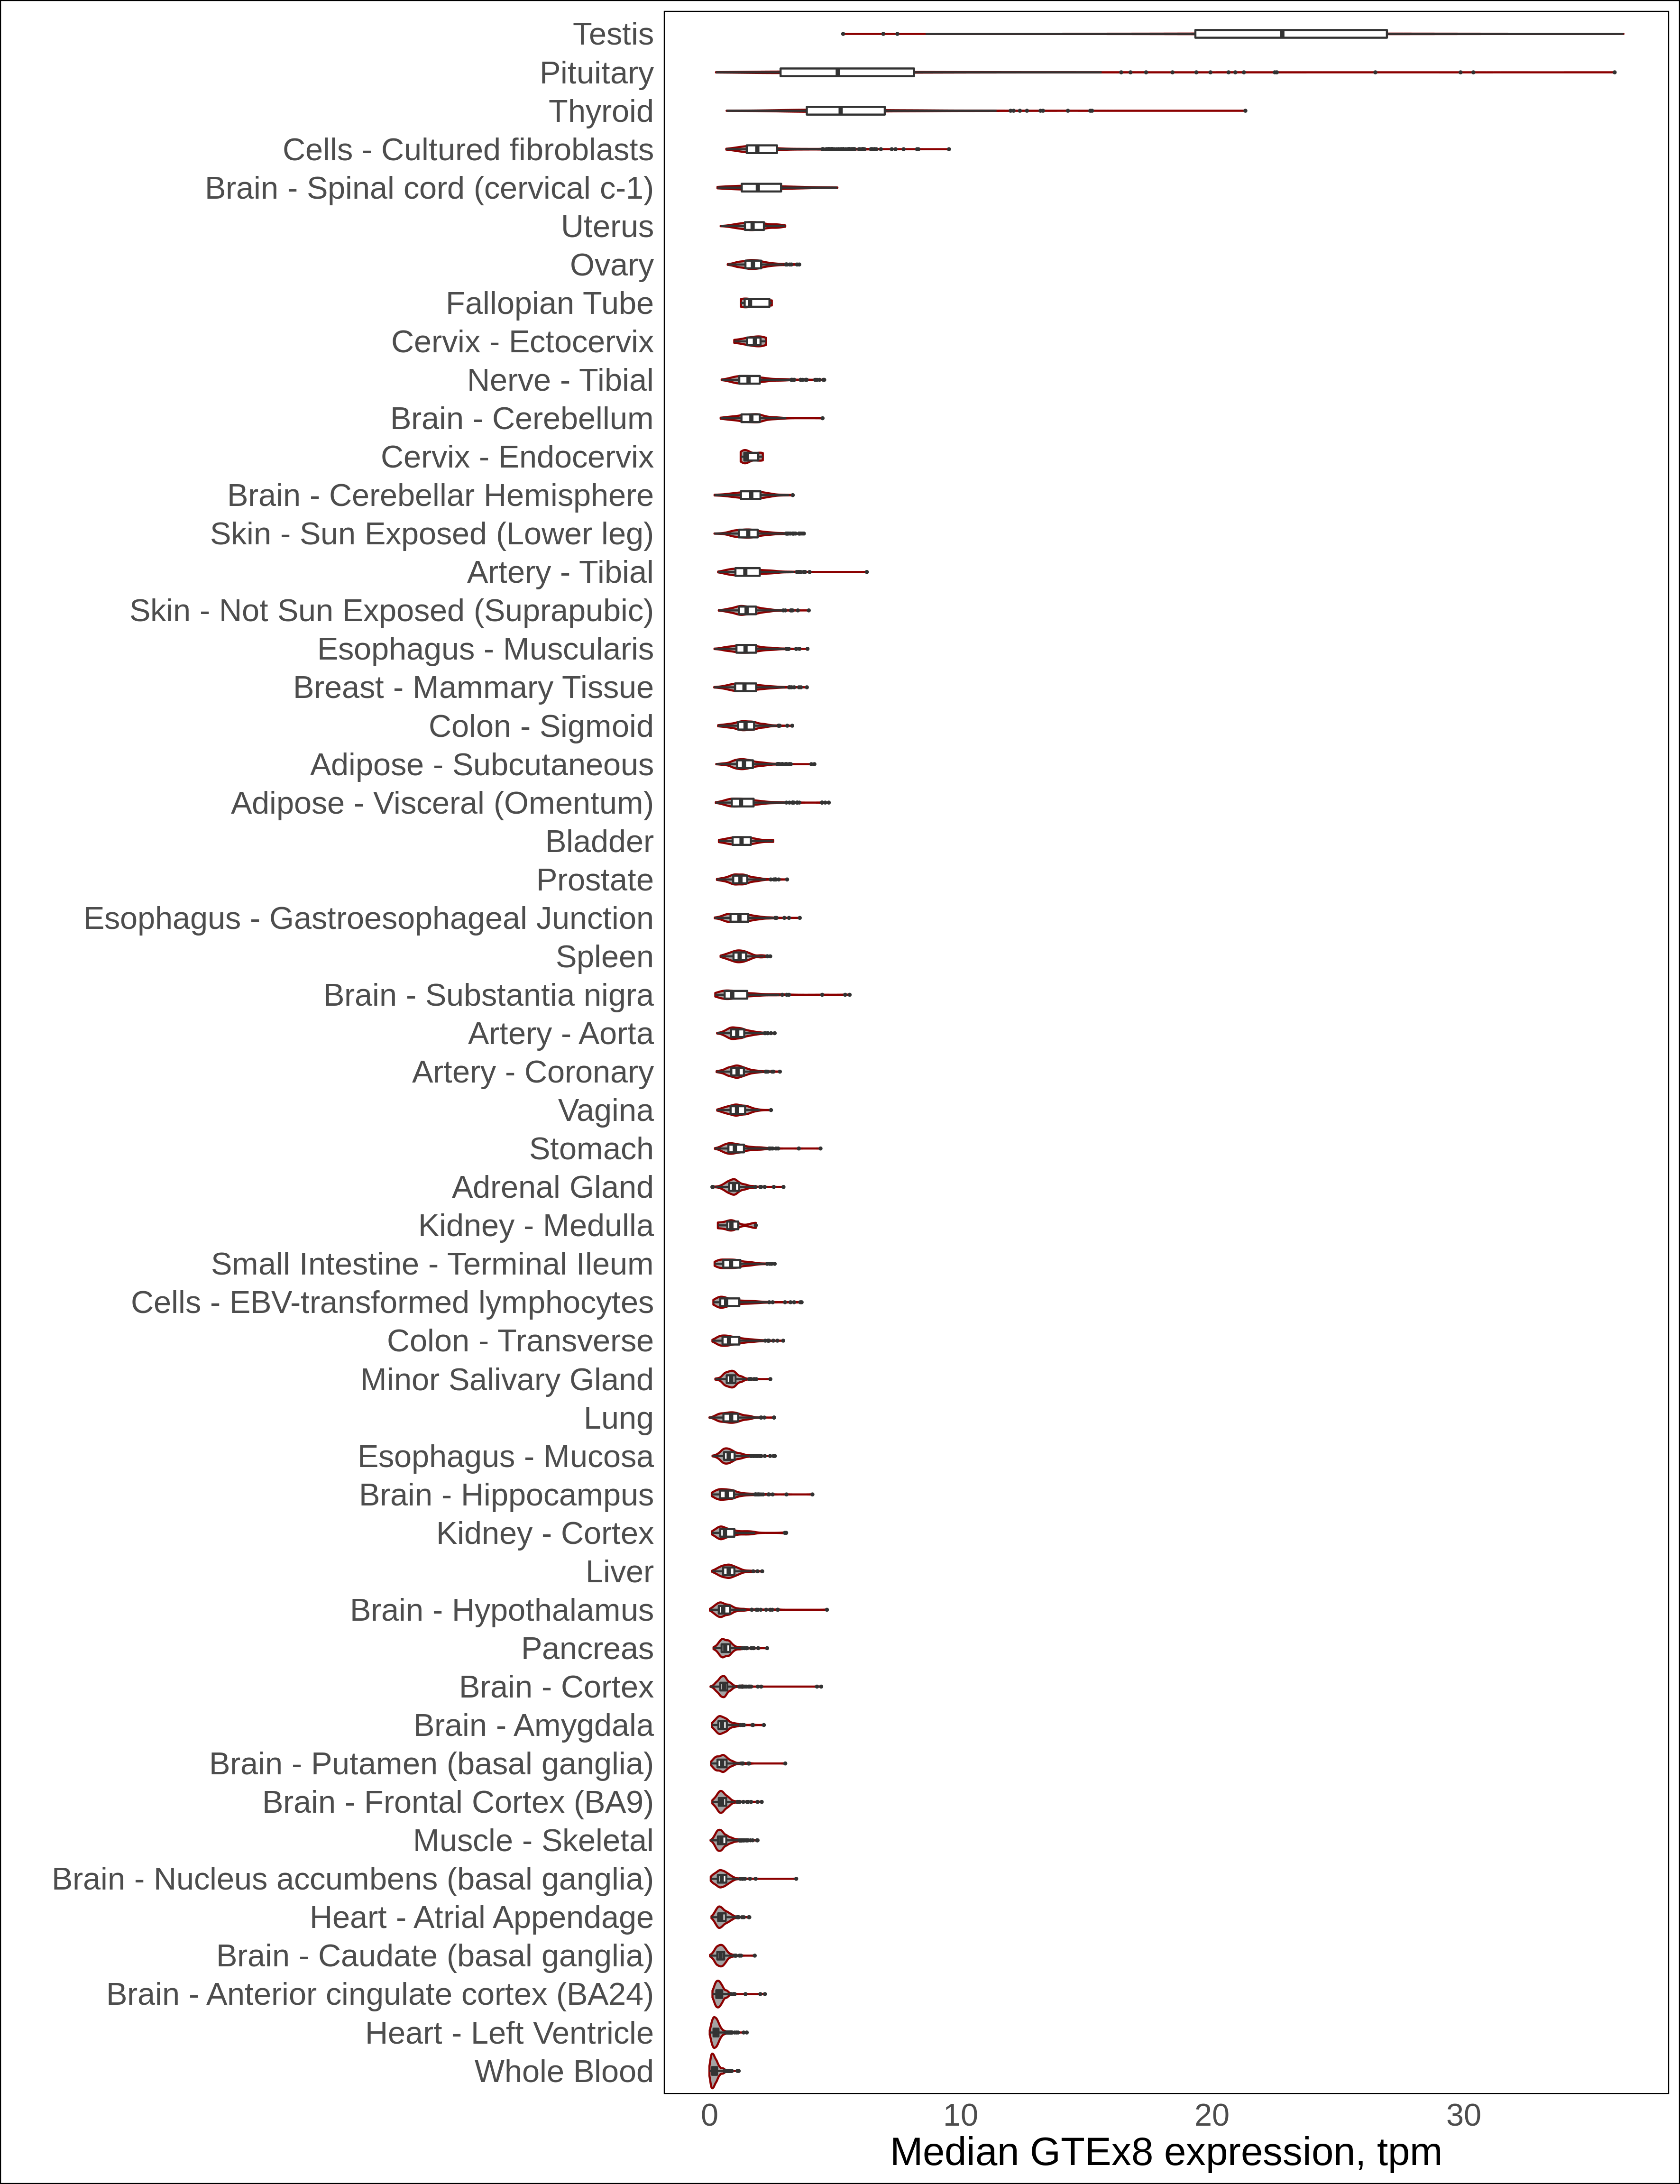 Testis
Pituitary
Thyroid
Cells - Cultured fibroblasts
Brain - Spinal cord (cervical c-1)
Uterus
Ovary
Fallopian Tube
Cervix - Ectocervix
Nerve - Tibial
Brain - Cerebellum
Cervix - Endocervix
Brain - Cerebellar Hemisphere
Skin - Sun Exposed (Lower leg)
Artery - Tibial
Skin - Not Sun Exposed (Suprapubic)
Esophagus - Muscularis
Breast - Mammary Tissue
Colon - Sigmoid
Adipose - Subcutaneous
Adipose - Visceral (Omentum)
Bladder
Prostate
Esophagus - Gastroesophageal Junction
Spleen
Brain - Substantia nigra
Artery - Aorta
Artery - Coronary
Vagina
Stomach
Adrenal Gland
Kidney - Medulla
Small Intestine - Terminal Ileum
Cells - EBV-transformed lymphocytes
Colon - Transverse
Minor Salivary Gland
Lung
Esophagus - Mucosa
Brain - Hippocampus
Kidney - Cortex
Liver
Brain - Hypothalamus
Pancreas
Brain - Cortex
Brain - Amygdala
Brain - Putamen (basal ganglia)
Brain - Frontal Cortex (BA9)
Muscle - Skeletal
Brain - Nucleus accumbens (basal ganglia)
Heart - Atrial Appendage
Brain - Caudate (basal ganglia)
Brain - Anterior cingulate cortex (BA24)
Heart - Left Ventricle
Whole Blood
0 10 20 30
Median GTEx8 expression, tpm